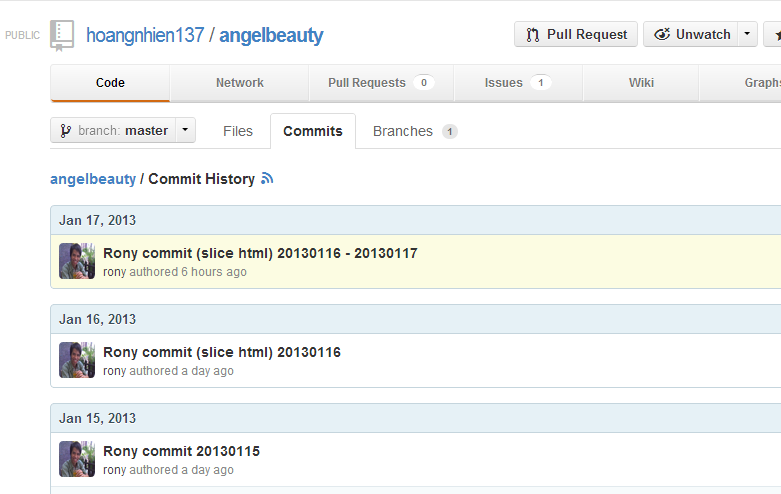 PUBLIC hoangnhien137 / angelbeauty Pull Request Unwatch
Code Network Pull Requests 0 Issues 1 Wiki Graphs
branch: master Files Commits Branches 1
angelbeauty / Commit History
Jan 17, 2013
Rony commit (slice html) 20130116 - 20130117
rony authored 6 hours ago
Jan 16, 2013
Rony commit (slice html) 20130116
rony authored a day ago
Jan 15, 2013
Rony commit 20130115
rony authored a day ago